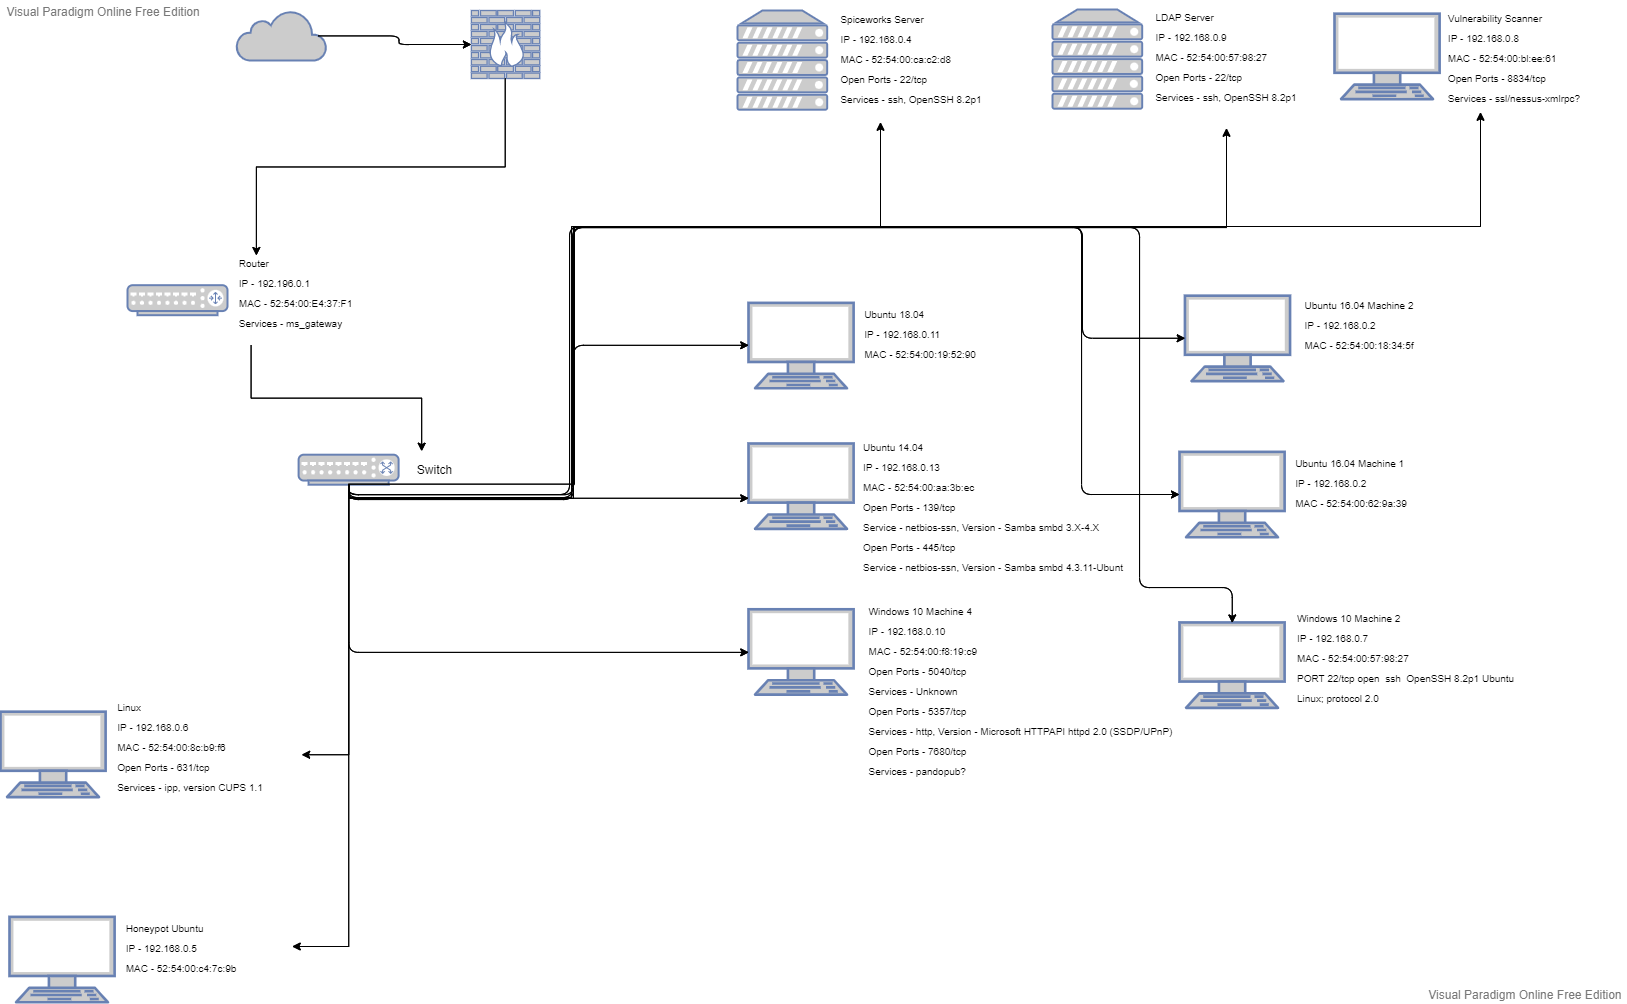 Visual Paradigm Online Free Edition
Spiceworks Server
IP - 192.168.0.4
MAC - 52:54:00:ca:c2:d8
Open Ports - 22/tcp
Services - ssh, OpenSSH 8.2p1
LDAP Server
IP - 192.168.0.9
MAC - 52:54:00:57:98:27
Open Ports - 22/tcp
Services - ssh, OpenSSH 8.2p1
Vulnerability Scanner
IP - 192.168.0.8
MAC - 52:54:00:bl:ee:61
Open Ports - 8834/tcp
Services - ssl/nessus-xmlrpc?
Router
IP - 192.196.0.1
MAC - 52:54:00:E4:37:F1
Services - ms_gateway
Ubuntu 18.04
IP - 192.168.0.11
MAC - 52:54:00:19:52:90
Ubuntu 16.04 Machine 2
IP - 192.168.0.2
MAC - 52:54:00:18:34:5f
Switch
Ubuntu 14.04
IP - 192.168.0.13
MAC - 52:54:00:aa:3b:ec
Open Ports - 139/tcp
Service - netbios-ssn, Version - Samba smbd 3.X-4.X
Open Ports - 445/tcp
Service - netbios-ssn, Version - Samba smbd 4.3.11-Ubunt
Ubuntu 16.04 Machine 1
IP - 192.168.0.2
MAC - 52:54:00:62:9a:39
Windows 10 Machine 4
IP - 192.168.0.10
MAC - 52:54:00:f8:19:c9
Open Ports - 5040/tcp
Services - Unknown
Open Ports - 5357/tcp
Services - http, Version - Microsoft HTTPAPI httpd 2.0 (SSDP/UPnP)
Open Ports - 7680/tcp
Services - pandopub?
Windows 10 Machine 2
IP - 192.168.0.7
MAC - 52:54:00:57:98:27
PORT 22/tcp open ssh OpenSSH 8.2p1 Ubuntu
Linux; protocol 2.0
Linux
IP - 192.168.0.6
MAC - 52:54:00:8c:b9:f6
Open Ports - 631/tcp
Services - ipp, version CUPS 1.1
Honeypot Ubuntu
IP - 192.168.0.5
MAC - 52:54:00:c4:7c:9b
Visual Paradigm Online Free Edition